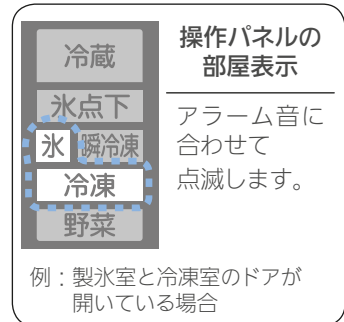 冷蔵
氷点下
氷 瞬冷凍
冷凍
野菜
操作パネルの
部屋表示
アラーム音に
合わせて
点滅します。
例：製氷室と冷凍室のドアが
開いている場合